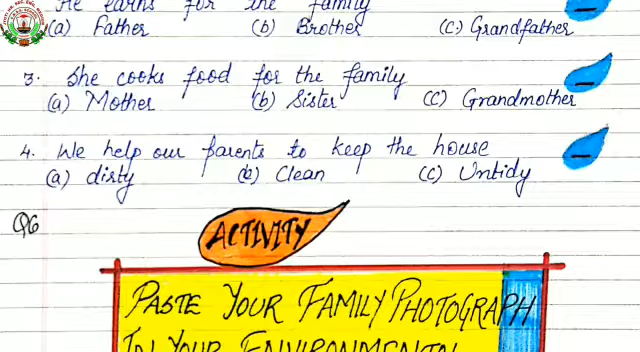 He earns for the family
(a) Father (b) Brother (c) Grandfather
3. She cooks food for the family
(a) Mother (b) Sister (c) Grandmother
4. We help our parents to keep the house
(a) disty (b) Clean (c) Untidy
Q6
ACTIVITY
PASTE YOUR FAMILY PHOTOGRAPH
IN YOUR ENVIRONMENTAL